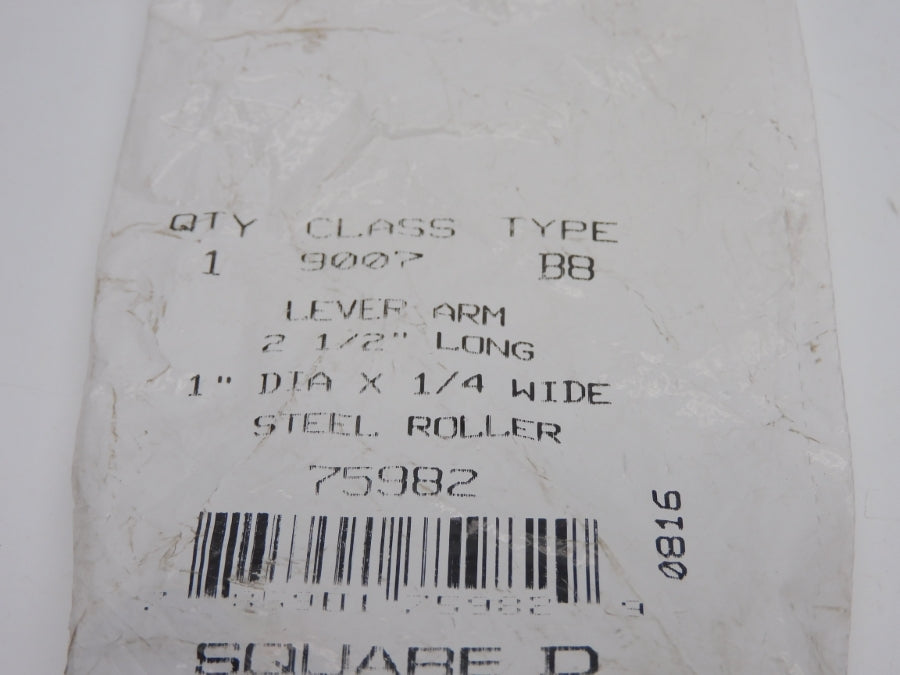 QTY CLASS TYPE
1 9007 B8
LEVER ARM
2 1/2" LONG
1" DIA X 1/4 WIDE
STEEL ROLLER
75982
0816
75982
SQUARE D